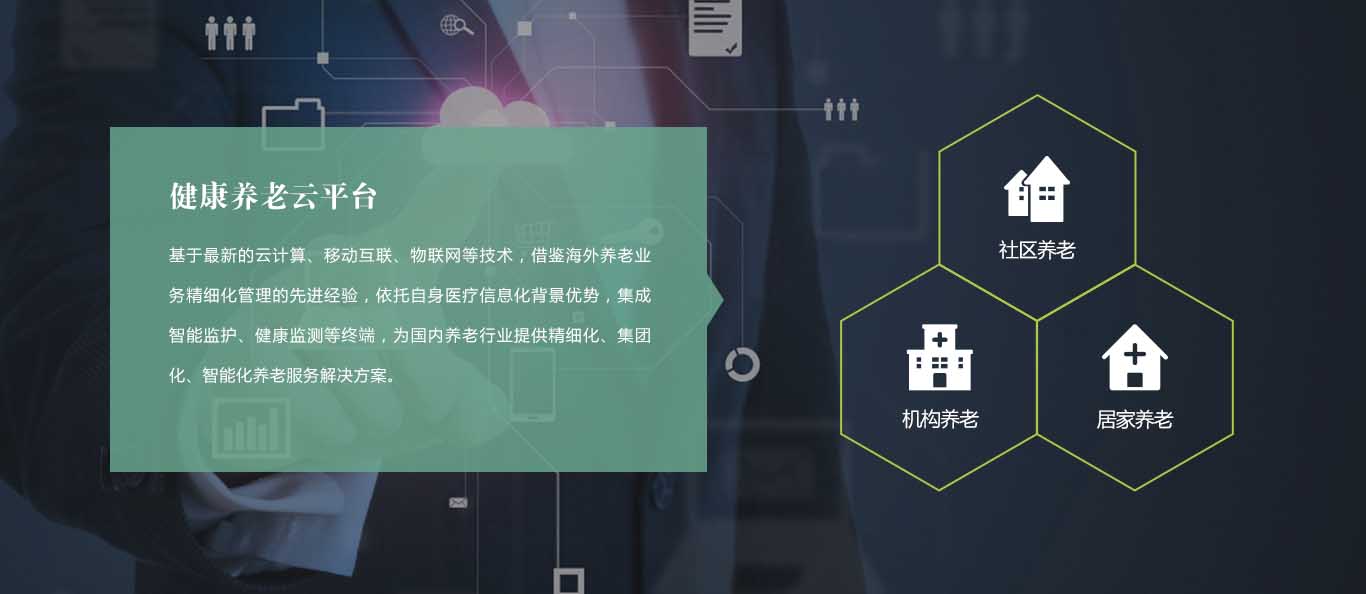 健康养老云平台
基于最新的云计算、移动互联、物联网等技术，借鉴海外养老业
务精细化管理的先进经验，依托自身医疗信息化背景优势，集成
智能监护、健康监测等终端，为国内养老行业提供精细化、集团
化、智能化养老服务解决方案。
社区养老
机构养老
居家养老